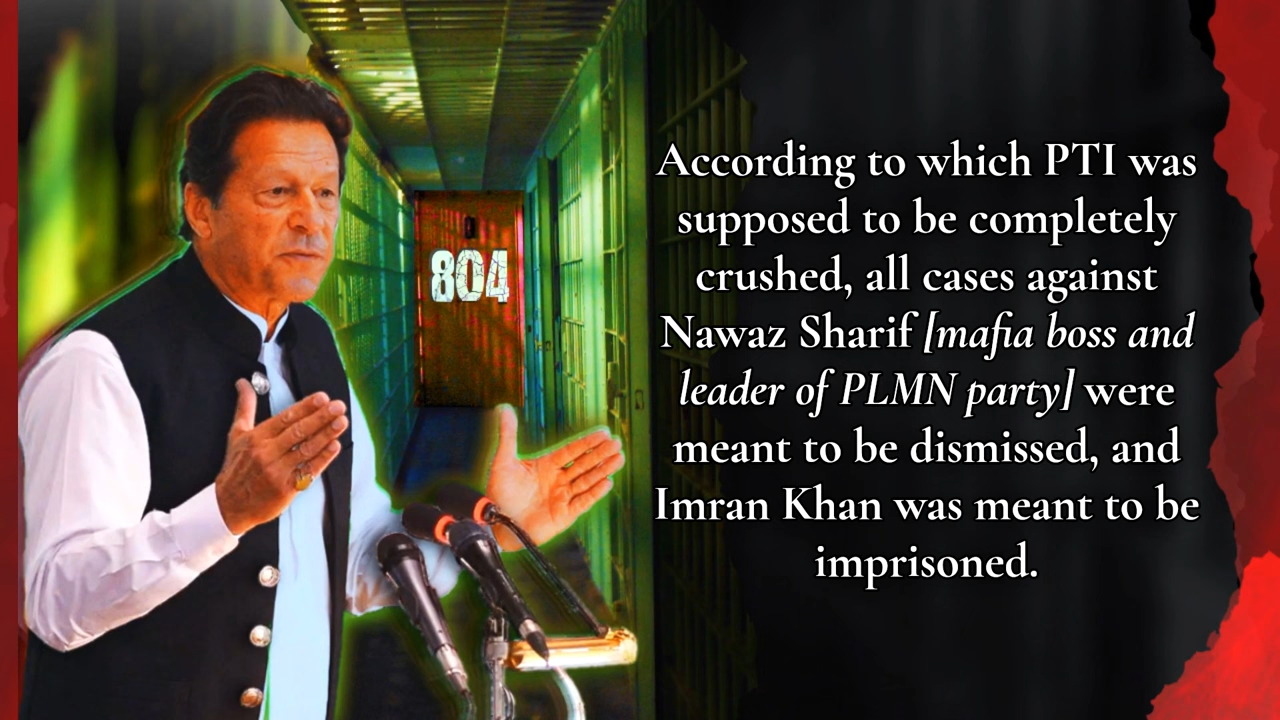 804
According to which PTI was
supposed to be completely
crushed, all cases against
Nawaz Sharif [mafia boss and
leader of PLMN party] were
meant to be dismissed, and
Imran Khan was meant to be
imprisoned.